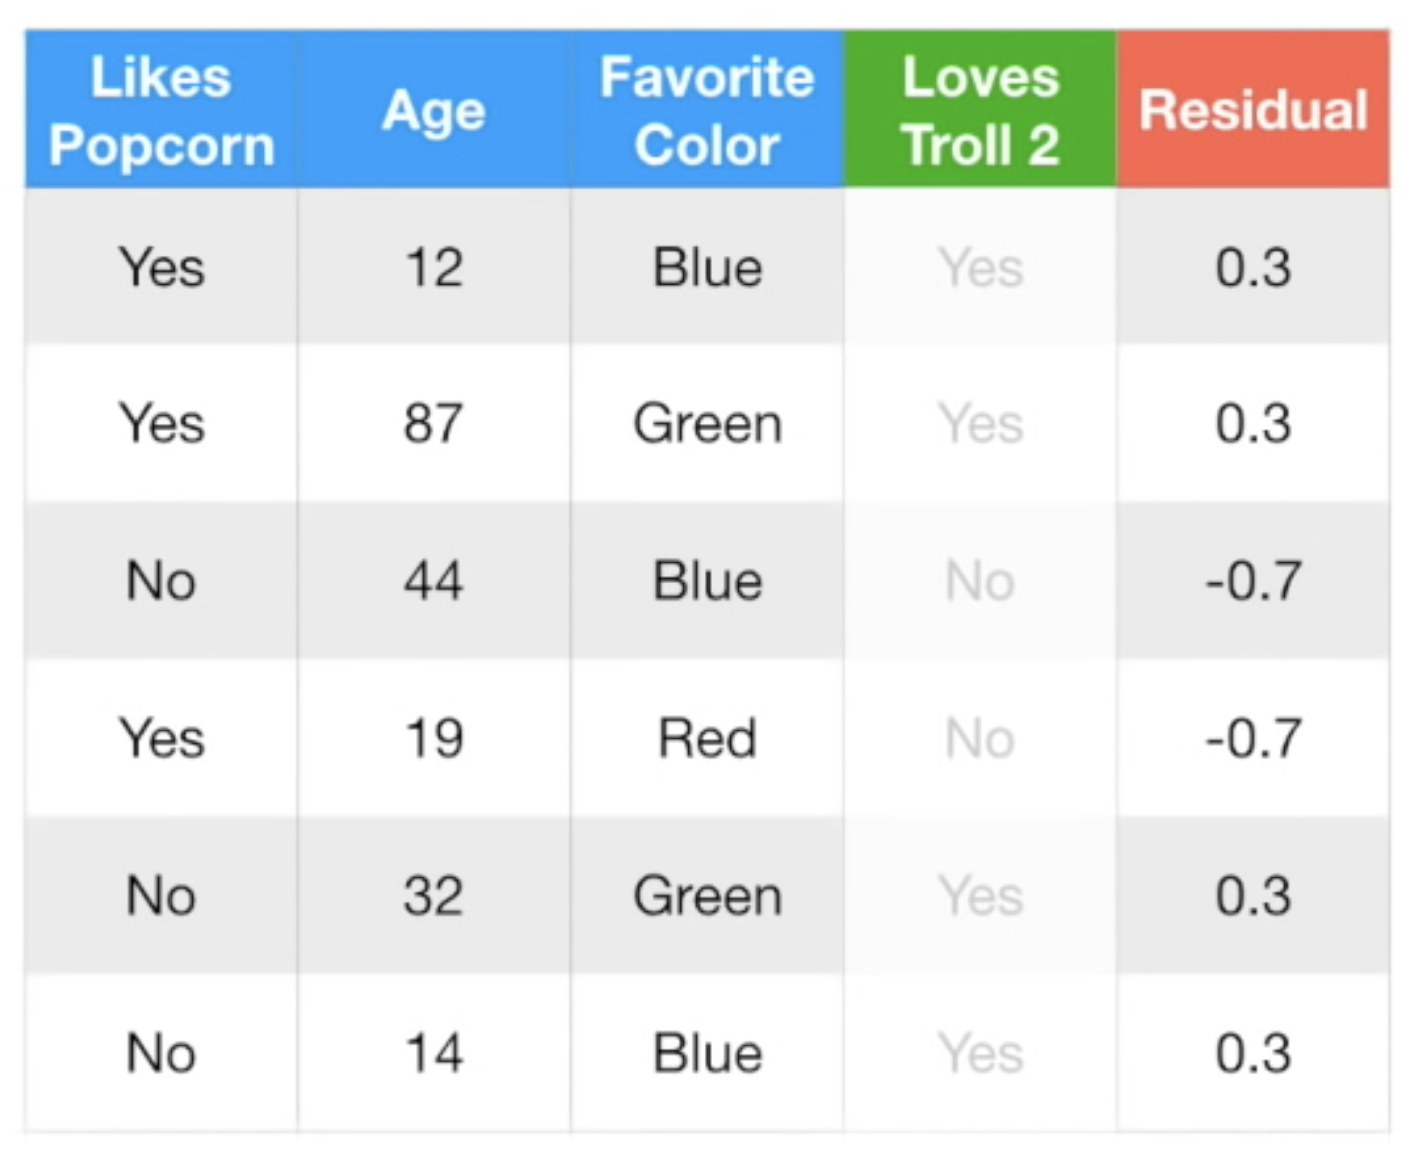 Likes Popcorn Age Favorite Color Loves Troll 2 Residual
Yes 12 Blue Yes 0.3
Yes 87 Green Yes 0.3
No 44 Blue No -0.7
Yes 19 Red No -0.7
No 32 Green Yes 0.3
No 14 Blue Yes 0.3